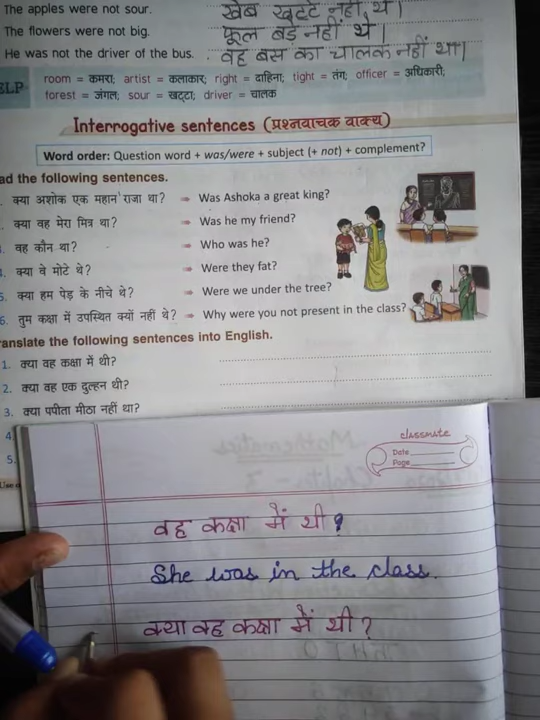 The apples were not sour. सेब खट्टे नहीं थे।
The flowers were not big. फूल बड़े नहीं थे।
He was not the driver of the bus. वह बस का चालक नहीं था।
ELP
room = कमरा; artist = कलाकार; right = दाहिना; tight = तंग; officer = अधिकारी;
forest = जंगल; sour = खट्टा; driver = चालक
Interrogative sentences (प्रश्नवाचक वाक्य)
Word order: Question word + was/were + subject (+ not) + complement?
ad the following sentences.
क्या अशोक एक महान राजा था? Was Ashoka a great king?
क्या वह मेरा मित्र था? Was he my friend?
वह कौन था? Who was he?
क्या वे मोटे थे? Were they fat?
5. क्या हम पेड़ के नीचे थे? Were we under the tree?
6. तुम कक्षा में उपस्थित क्यों नहीं थे? Why were you not present in the class?
ranslate the following sentences into English.
1. क्या वह कक्षा में थी?
2. क्या वह एक दुल्हन थी?
3. क्या पपीता मीठा नहीं था?
4.
5.
classmate
Date
Page
वह कक्षा में थी?
She was in the class.
क्या वह कक्षा में थी?